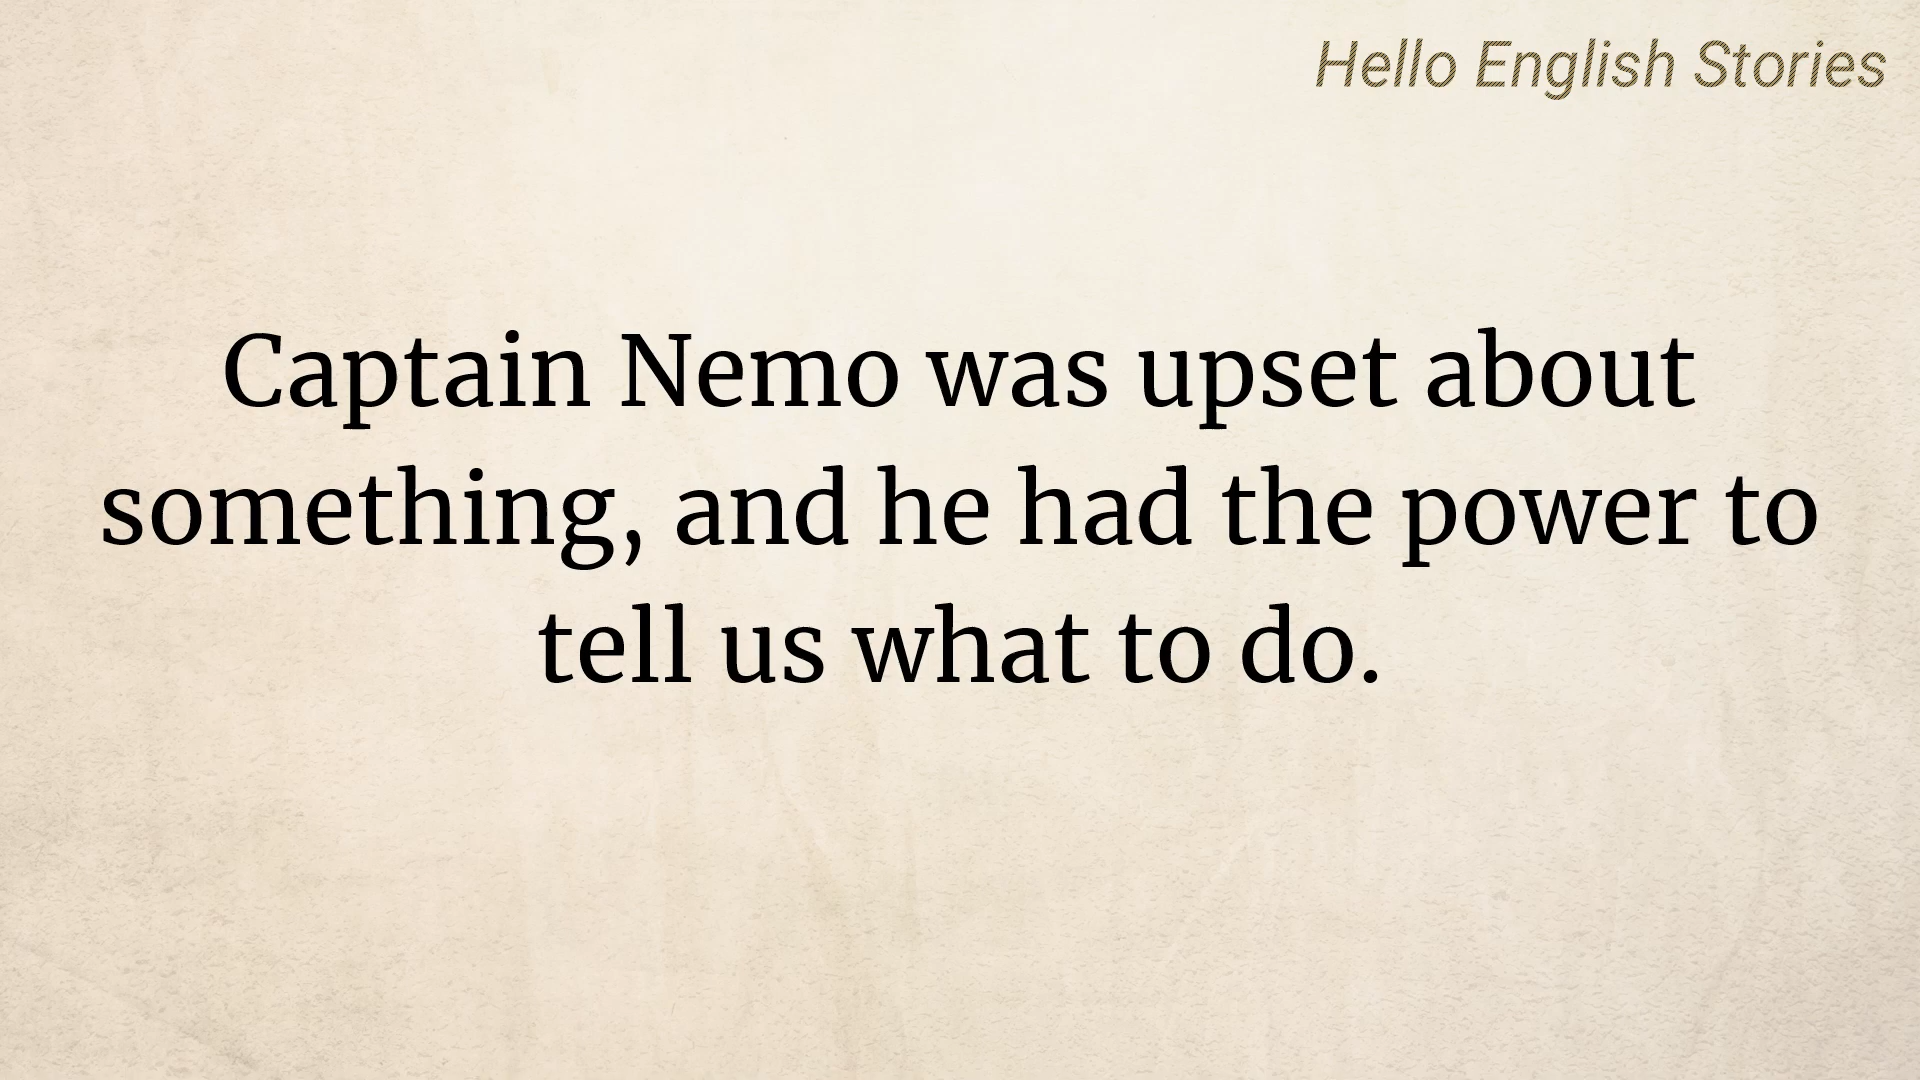 Hello English Stories
Captain Nemo was upset about
something, and he had the power to
tell us what to do.